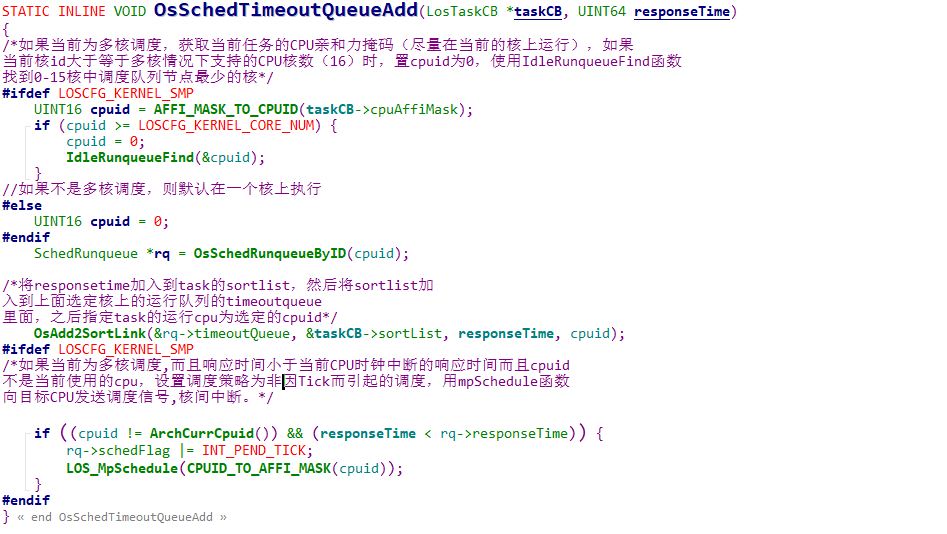 STATIC INLINE VOID OsSchedTimeoutQueueAdd(LosTaskCB *taskCB, UINT64 responseTime)
{
/*如果当前为多核调度，获取当前任务的CPU亲和力掩码（尽量在当前的核上运行），如果
当前核id大于等于多核情况下支持的CPU核数（16）时，置cpuid为0，使用IdleRunqueueFind函数
找到0-15核中调度队列节点最少的核*/
#ifdef LOSCFG_KERNEL_SMP
    UINT16 cpuid = AFFI_MASK_TO_CPUID(taskCB->cpuAffiMask);
    if (cpuid >= LOSCFG_KERNEL_CORE_NUM) {
        cpuid = 0;
        IdleRunqueueFind(&cpuid);
    }
//如果不是多核调度，则默认在一个核上执行
#else
    UINT16 cpuid = 0;
#endif
    SchedRunqueue *rq = OsSchedRunqueueByID(cpuid);
/*将responsetime加入到task的sortlist，然后将sortlist加
入到上面选定核上的运行队列的timeoutqueue
里面，之后指定task的运行cpu为选定的cpuid*/
    OsAdd2SortLink(&rq->timeoutQueue, &taskCB->sortList, responseTime, cpuid);
#ifdef LOSCFG_KERNEL_SMP
/*如果当前为多核调度,而且响应时间小于当前CPU时钟中断的响应时间而且cpuid
不是当前使用的cpu，设置调度策略为非因Tick而引起的调度，用mpSchedule函数
向目标CPU发送调度信号,核间中断。*/
    if ((cpuid != ArchCurrCpuid()) && (responseTime < rq->responseTime)) {
        rq->schedFlag |= INT_PEND_TICK;
        LOS_MpSchedule(CPUID_TO_AFFI_MASK(cpuid));
    }
#endif
} « end OsSchedTimeoutQueueAdd »